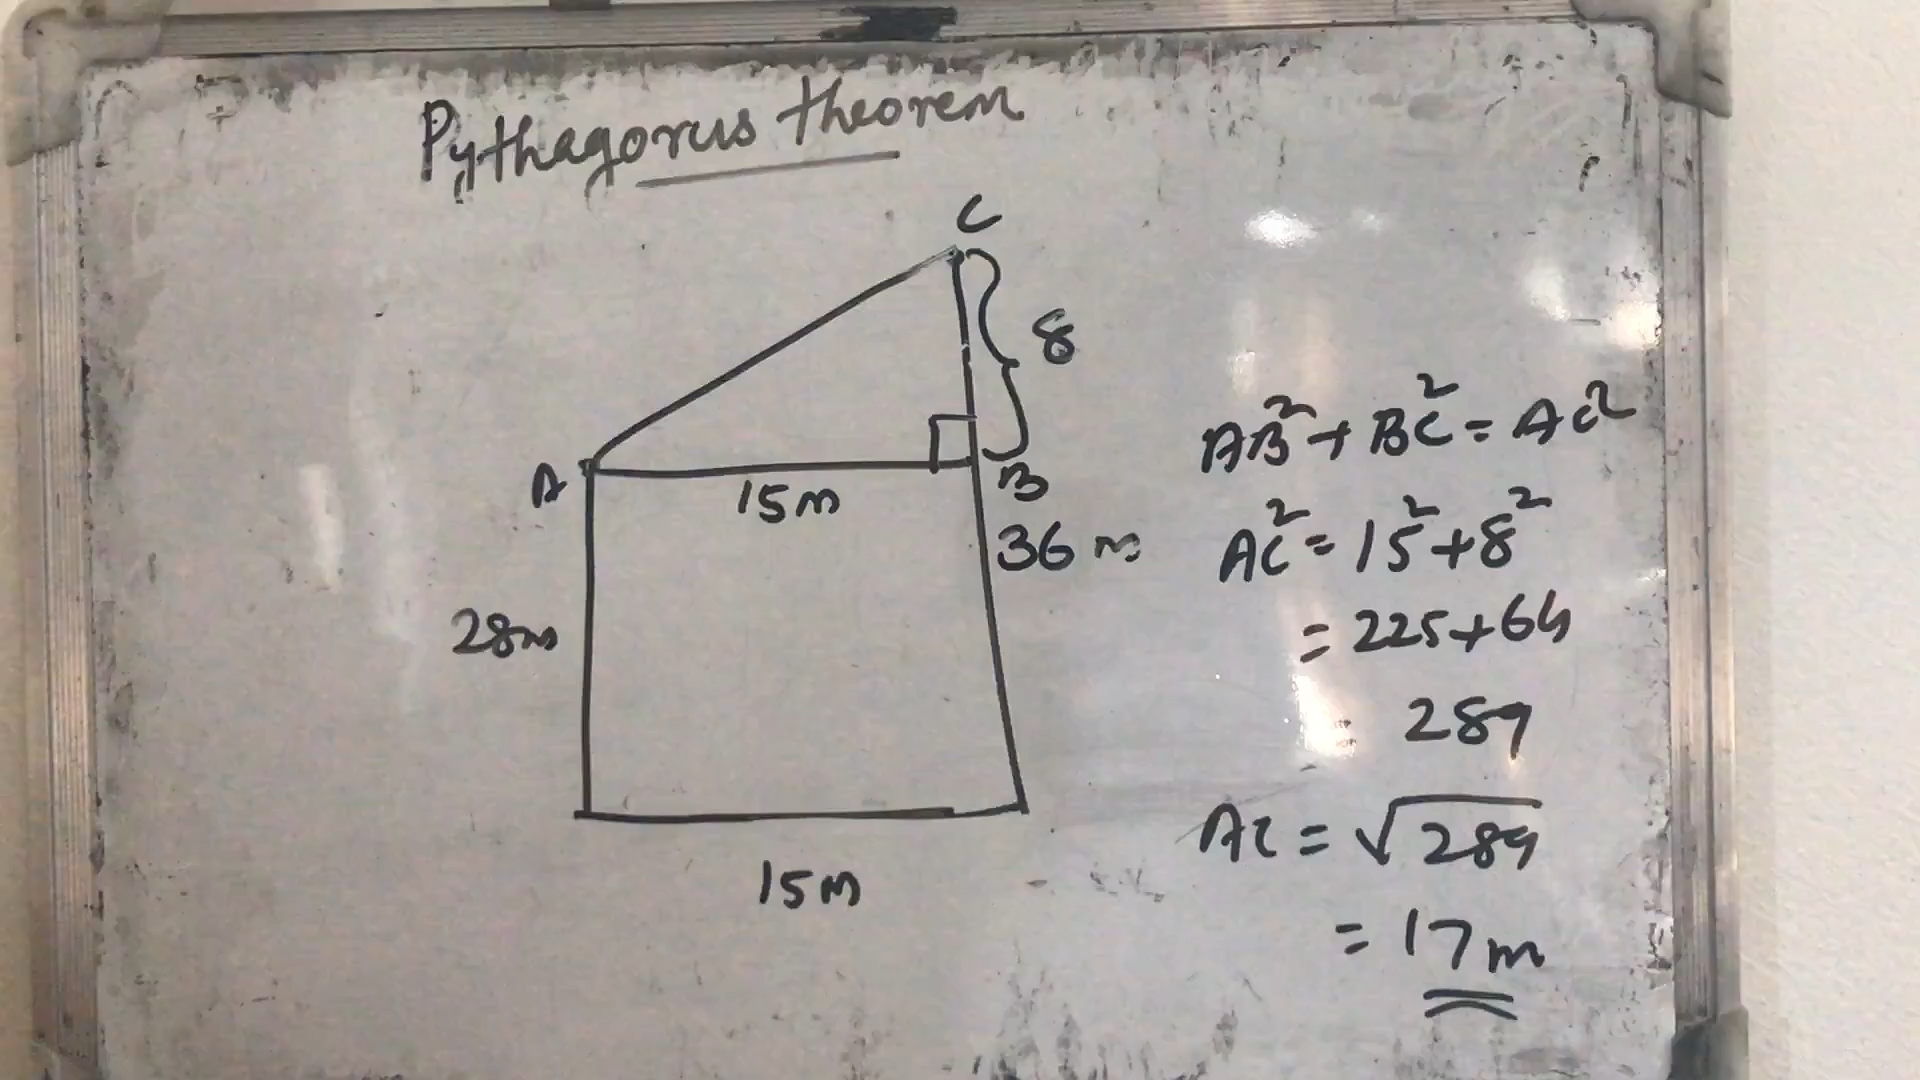 Pythagorus theorem
C
8
A
15m
B
36 m
28m
15m
AB² + BC² = AC²
AC² = 15² + 8²
= 225 + 64
= 289
AC = √289
= 17m